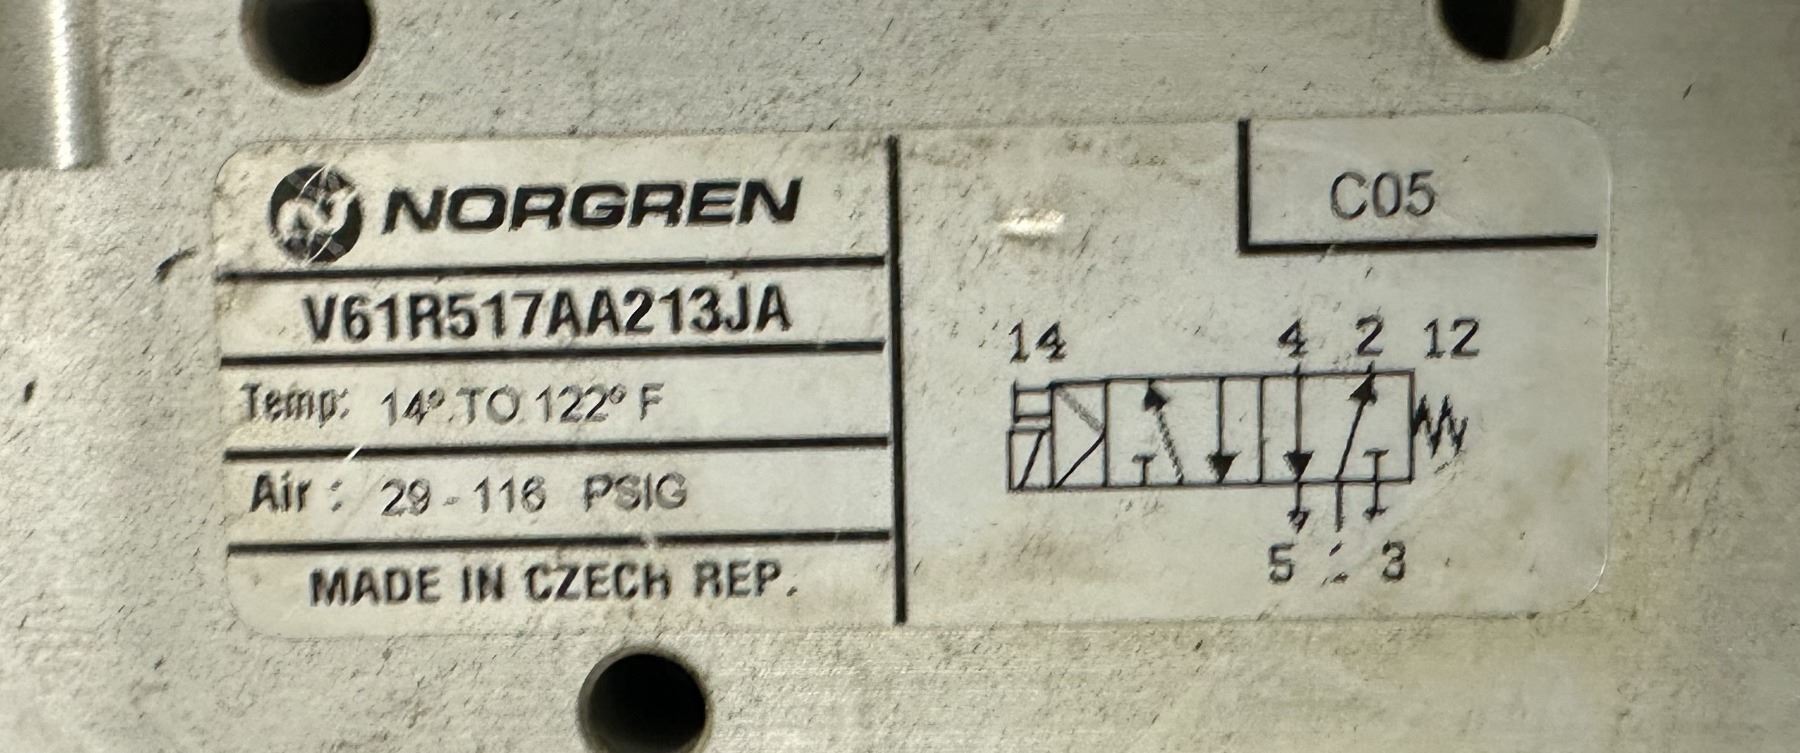 NORGREN
V61R517AA213JA
Temp: 14° TO 122° F
Air : 29 - 116 PSIG
MADE IN CZECH REP.
C05
14 4 2 12
5 3